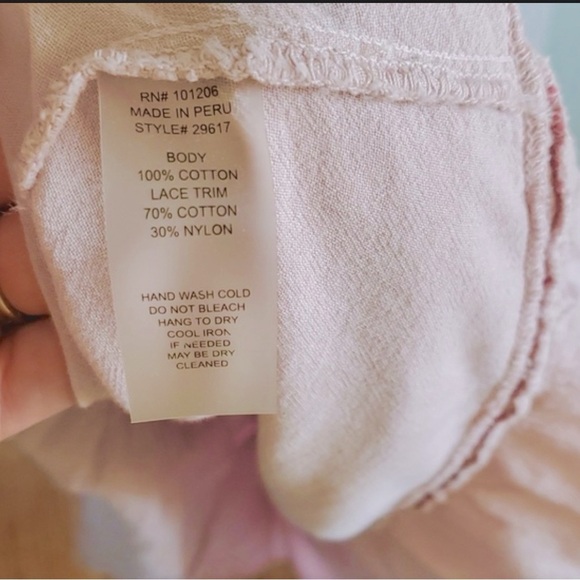 RN# 101206
MADE IN PERU
STYLE# 29617
BODY
100% COTTON
LACE TRIM
70% COTTON
30% NYLON
HAND WASH COLD
DO NOT BLEACH
HANG TO DRY
COOL IRON
IF NEEDED
MAY BE DRY
CLEANED